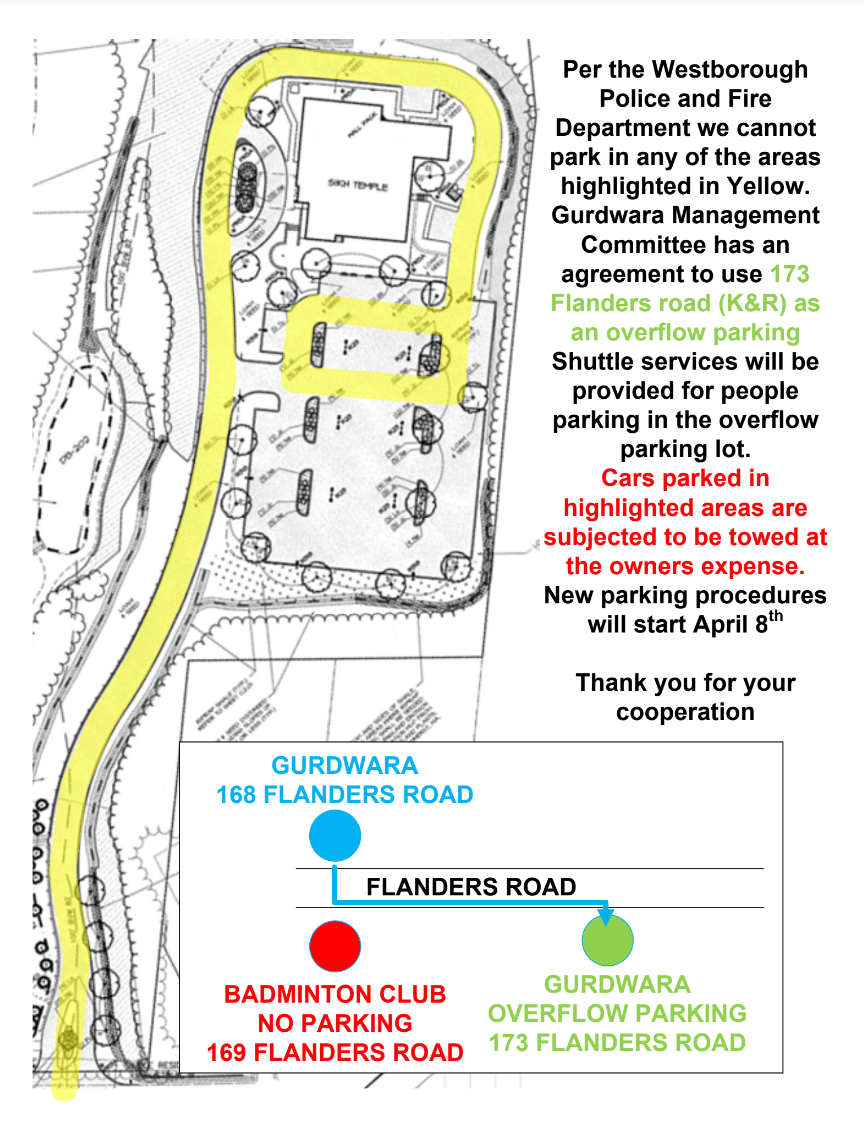 Per the Westborough
Police and Fire
Department we cannot
park in any of the areas
highlighted in Yellow.
Gurdwara Management
Committee has an
agreement to use 173
Flanders road (K&R) as
an overflow parking
Shuttle services will be
provided for people
parking in the overflow
parking lot.
Cars parked in
highlighted areas are
subjected to be towed at
the owners expense.
New parking procedures
will start April 8th
Thank you for your
cooperation
SIKH TEMPLE
DB-202
GURDWARA
168 FLANDERS ROAD
FLANDERS ROAD
BADMINTON CLUB
NO PARKING
169 FLANDERS ROAD
GURDWARA
OVERFLOW PARKING
173 FLANDERS ROAD